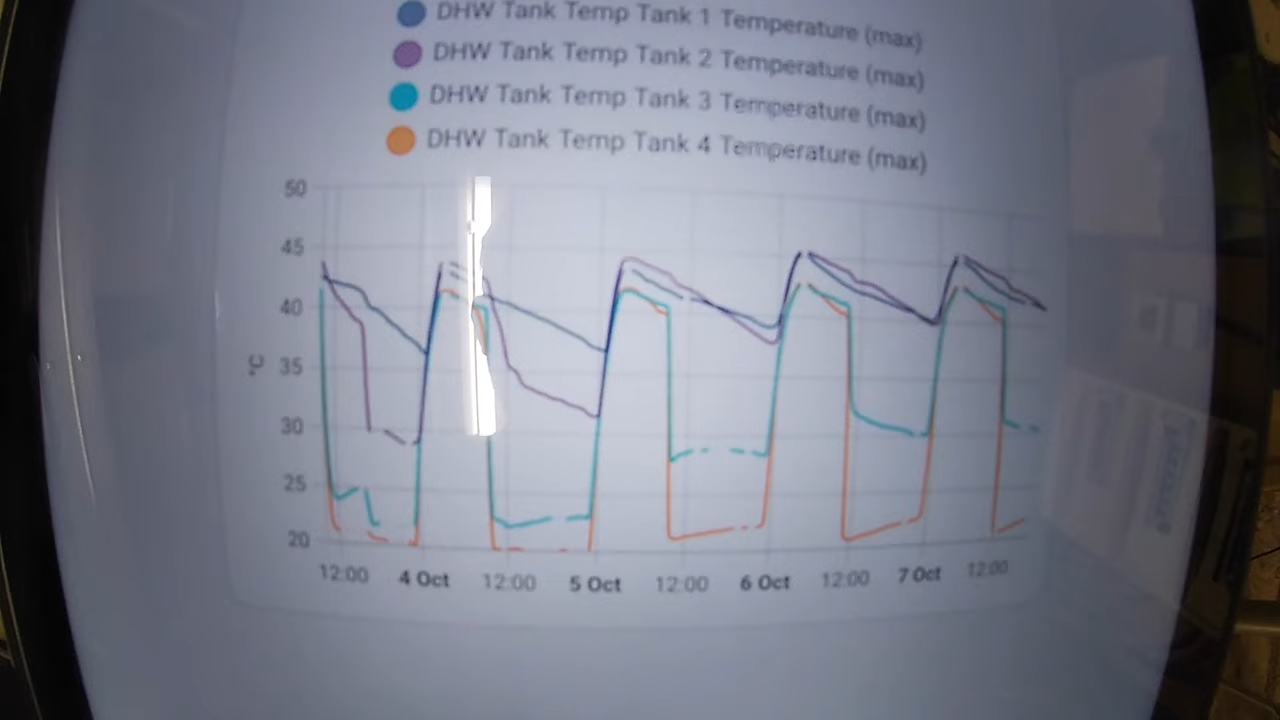 DHW Tank Temp Tank 1 Temperature (max)
DHW Tank Temp Tank 2 Temperature (max)
DHW Tank Temp Tank 3 Temperature (max)
DHW Tank Temp Tank 4 Temperature (max)
50
45
40
°C
35
30
25
20
12:00 4 Oct 12:00 5 Oct 12:00 6 Oct 12:00 7 Oct 12:00